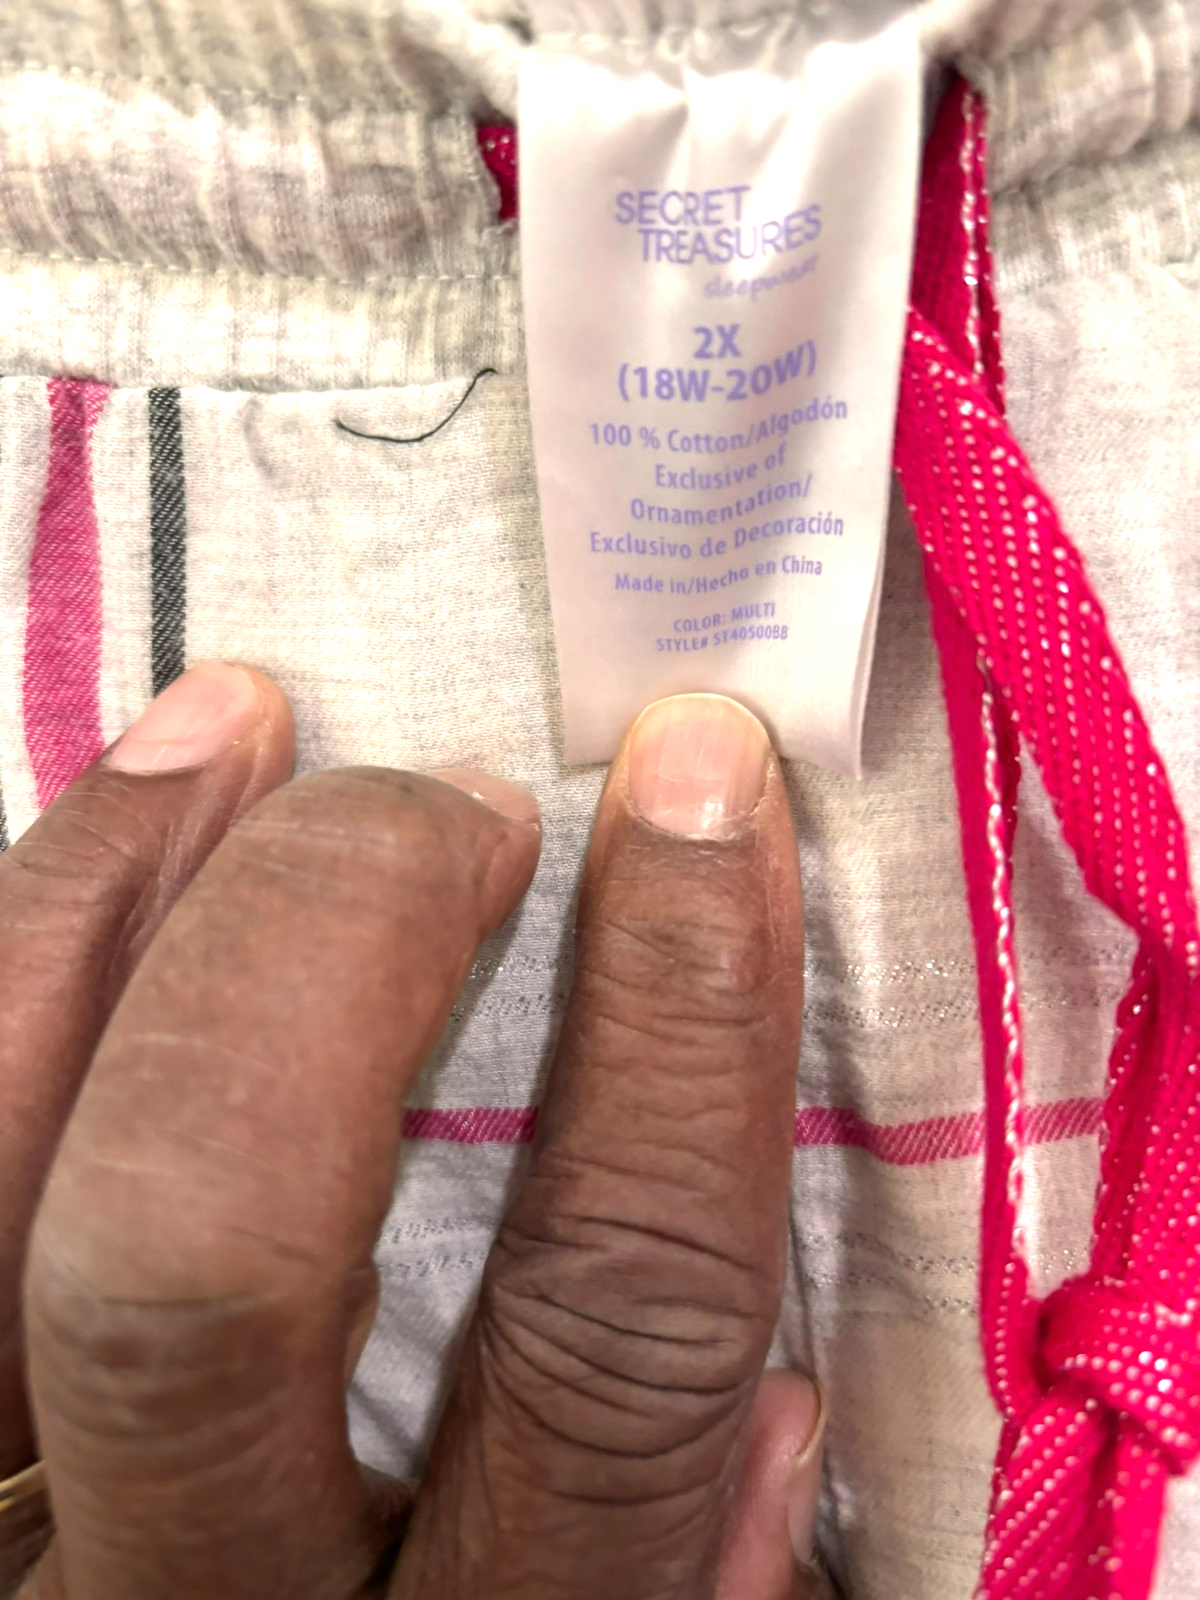 SECRET
TREASURES
sleepwear
2X
(18W-20W)
100 % Cotton/Algodón
Exclusive of
Ornamentation/
Exclusivo de Decoración
Made in/Hecho en China
COLOR: MULTI
STYLE# ST40500BB